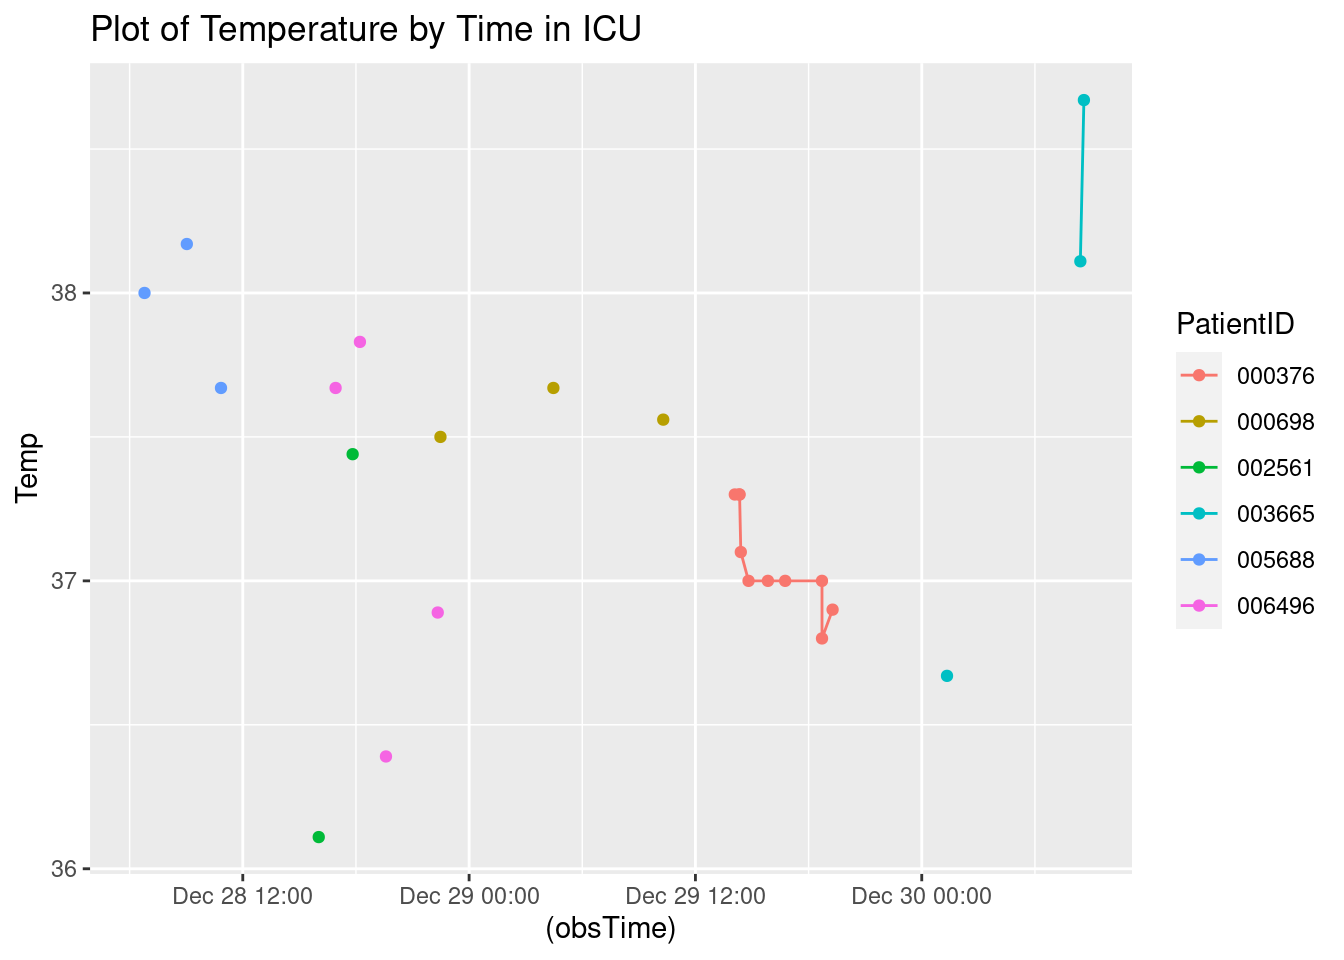 Plot of Temperature by Time in ICU
Temp
38
37
36
Dec 28 12:00 Dec 29 00:00 Dec 29 12:00 Dec 30 00:00
(obsTime)
PatientID
000376
000698
002561
003665
005688
006496